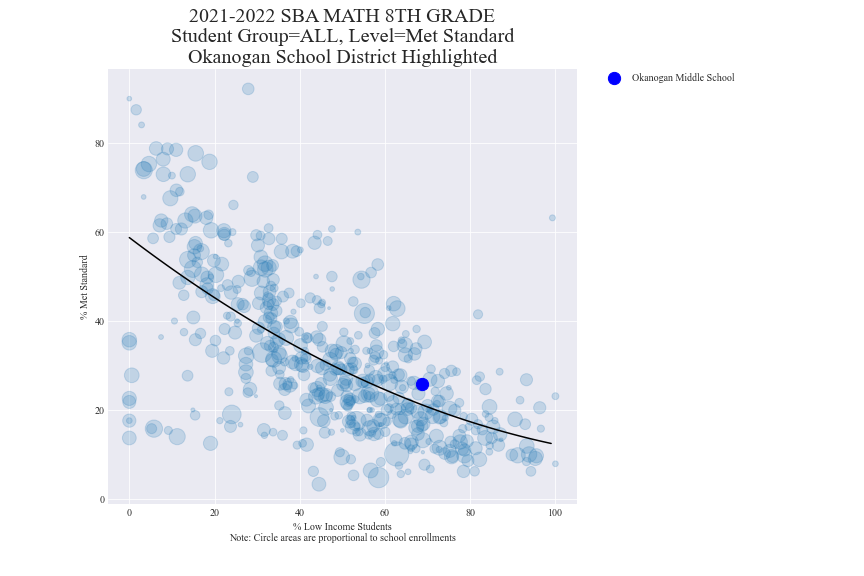 2021-2022 SBA MATH 8TH GRADE
Student Group=ALL, Level=Met Standard
Okanogan School District Highlighted
Okanogan Middle School
% Met Standard
80
60
40
20
0
0 20 40 60 80 100
% Low Income Students
Note: Circle areas are proportional to school enrollments